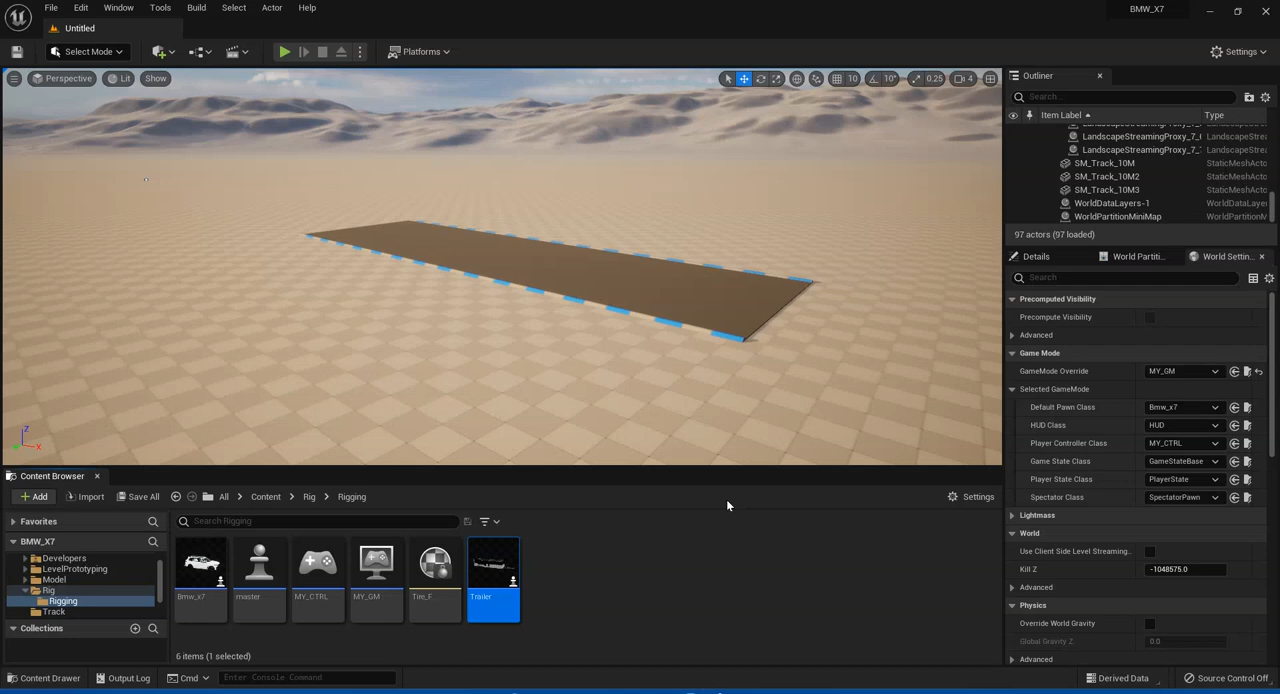 File Edit Window Tools Build Select Actor Help
BMW_X7
Untitled
Select Mode
Platforms
Settings
Perspective
Lit
Show
10
10°
0.25
4
Z
X
Outliner
Search...
Item Label
Type
LandscapeStreamingProxy_7_ LandscapeStrea
LandscapeStreamingProxy_7_ LandscapeStrea
SM_Track_10M StaticMeshActo
SM_Track_10M2 StaticMeshActo
SM_Track_10M3 StaticMeshActo
WorldDataLayers-1 WorldDataLayer
WorldPartitionMiniMap WorldPartitionM
97 actors (97 loaded)
Details
World Partiti...
World Settin...
Search
Precomputed Visibility
Precompute Visibility
Advanced
Game Mode
GameMode Override MY_GM
Selected GameMode
Default Pawn Class Bmw_x7
HUD Class HUD
Player Controller Class MY_CTRL
Game State Class GameStateBase
Player State Class PlayerState
Spectator Class SpectatorPawn
Lightmass
World
Use Client Side Level Streaming..
Kill Z -1048575.0
Advanced
Physics
Override World Gravity
Global Gravity Z 0.0
Advanced
Content Browser
Add
Import
Save All
All
Content
Rig
Rigging
Settings
Favorites
BMW_X7
Developers
LevelPrototyping
Model
Rig
Rigging
Track
Collections
Search Rigging
Bmw_x7
master
MY_CTRL
MY_GM
Tire_F
Trailer
6 items (1 selected)
Content Drawer
Output Log
Cmd
Enter Console Command
Derived Data
Source Control Off